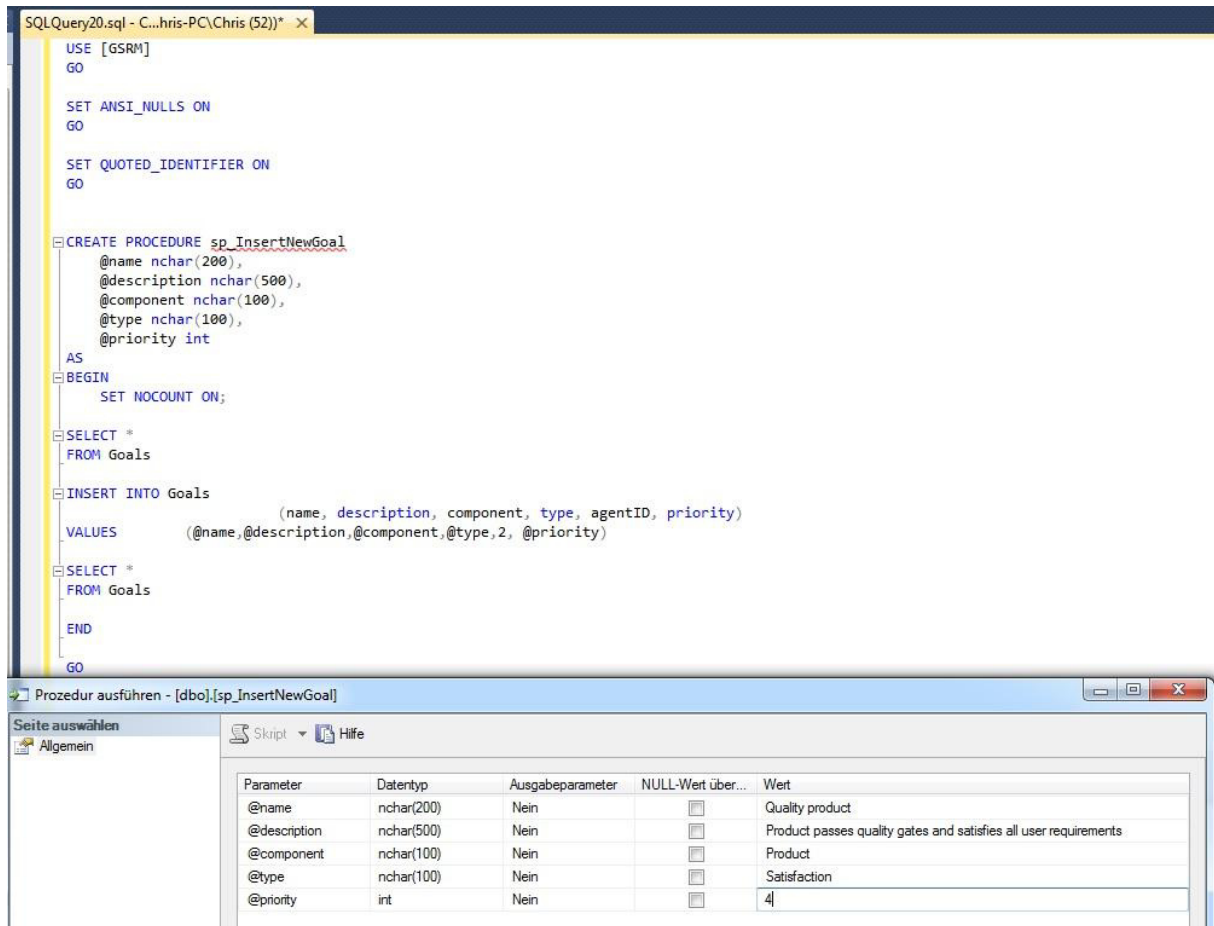 SQLQuery20.sql - C...hris-PC\Chris (52))* ×
USE [GSRM]
GO
SET ANSI_NULLS ON
GO
SET QUOTED_IDENTIFIER ON
GO
CREATE PROCEDURE sp_InsertNewGoal
@name nchar(200),
@description nchar(500),
@component nchar(100),
@type nchar(100),
@priority int
AS
BEGIN
SET NOCOUNT ON;
SELECT *
FROM Goals
INSERT INTO Goals
(name, description, component, type, agentID, priority)
VALUES (@name,@description,@component,@type,2, @priority)
SELECT *
FROM Goals
END
GO
Prozedur ausführen - [dbo].[sp_InsertNewGoal]
Seite auswählen
Allgemein
Skript Hilfe
Parameter Datentyp Ausgabeparameter NULL-Wert über... Wert
@name nchar(200) Nein Quality product
@description nchar(500) Nein Product passes quality gates and satisfies all user requirements
@component nchar(100) Nein Product
@type nchar(100) Nein Satisfaction
@priority int Nein 4